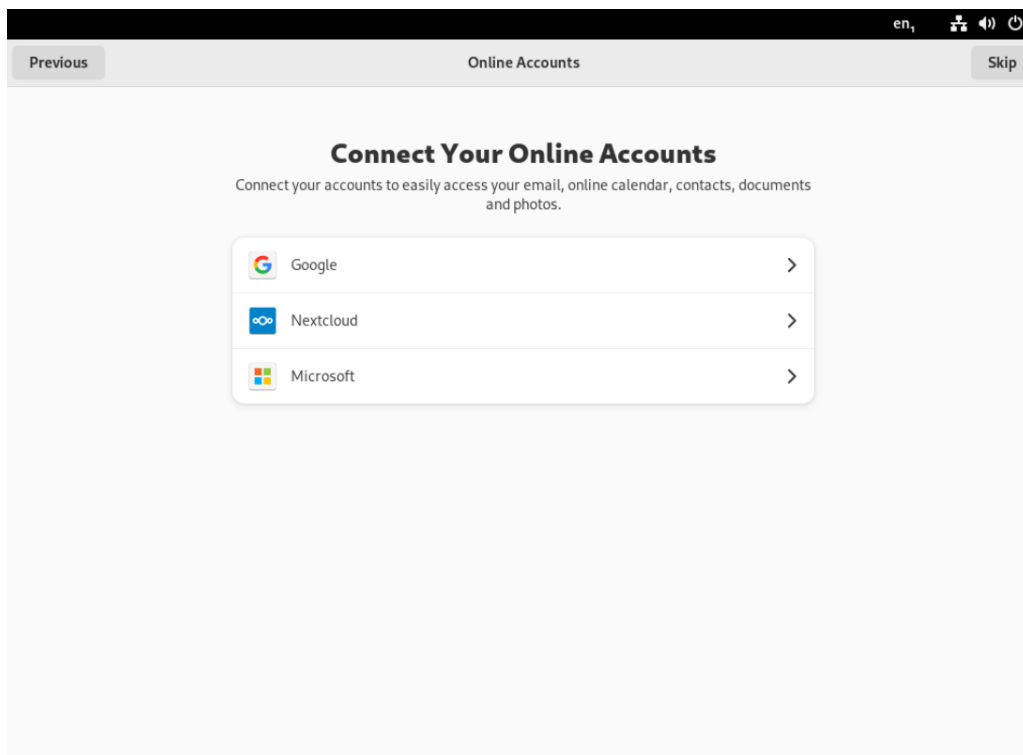 en₁
Previous
Online Accounts
Skip
Connect Your Online Accounts
Connect your accounts to easily access your email, online calendar, contacts, documents
and photos.
Google
Nextcloud
Microsoft